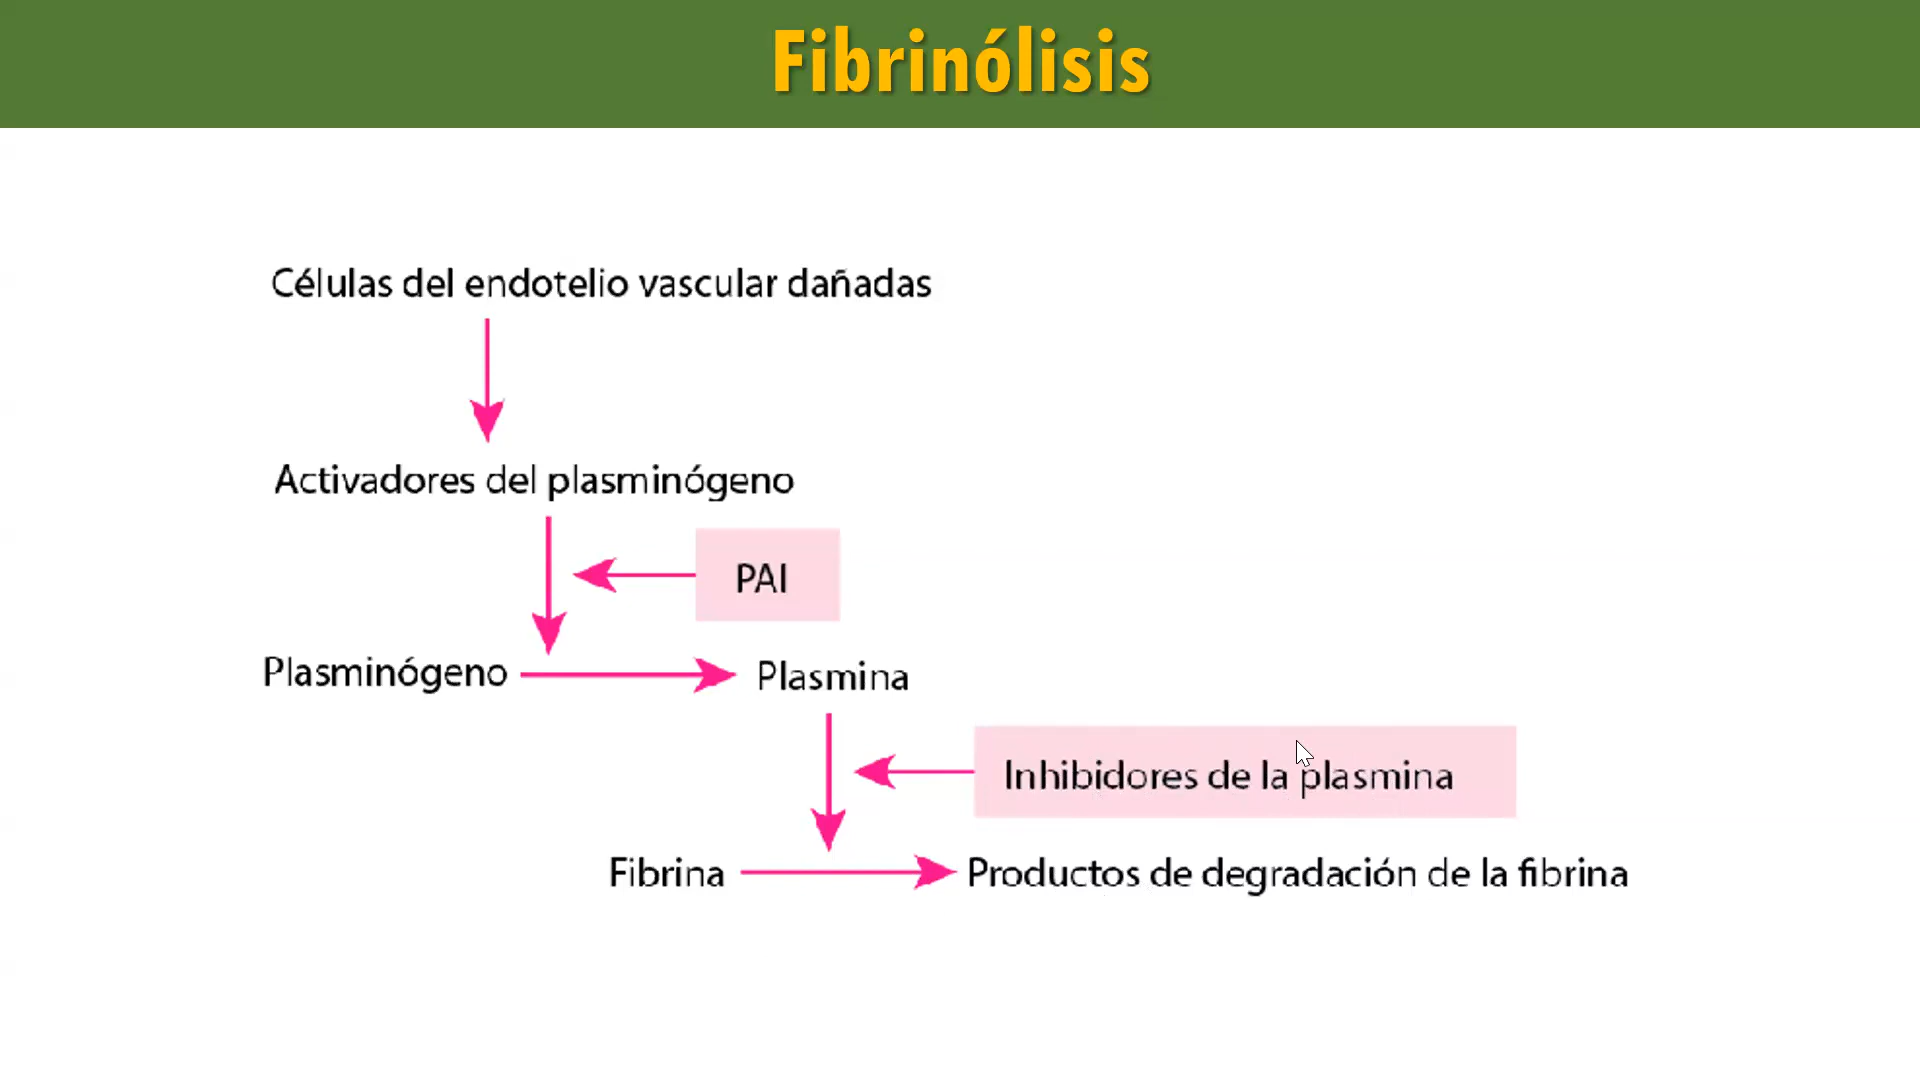 Fibrinólisis
Células del endotelio vascular dañadas
Activadores del plasminógeno
PAI
Plasminógeno
Plasmina
Inhibidores de la plasmina
Fibrina
Productos de degradación de la fibrina